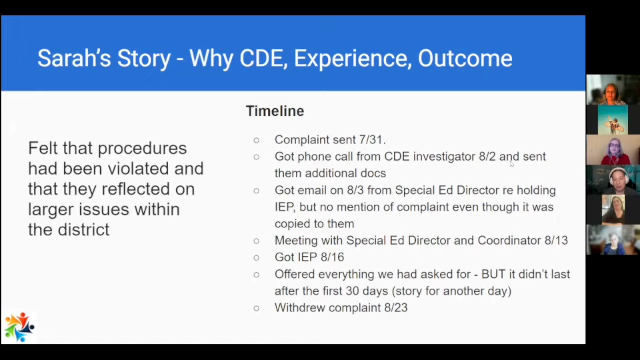 Sarah's Story - Why CDE, Experience, Outcome
Felt that procedures
had been violated and
that they reflected on
larger issues within
the district
Timeline
○ Complaint sent 7/31.
○ Got phone call from CDE investigator 8/2 and sent
them additional docs
○ Got email on 8/3 from Special Ed Director re holding
IEP, but no mention of complaint even though it was
copied to them
○ Meeting with Special Ed Director and Coordinator 8/13
○ Got IEP 8/16
○ Offered everything we had asked for - BUT it didn't last
after the first 30 days (story for another day)
○ Withdrew complaint 8/23